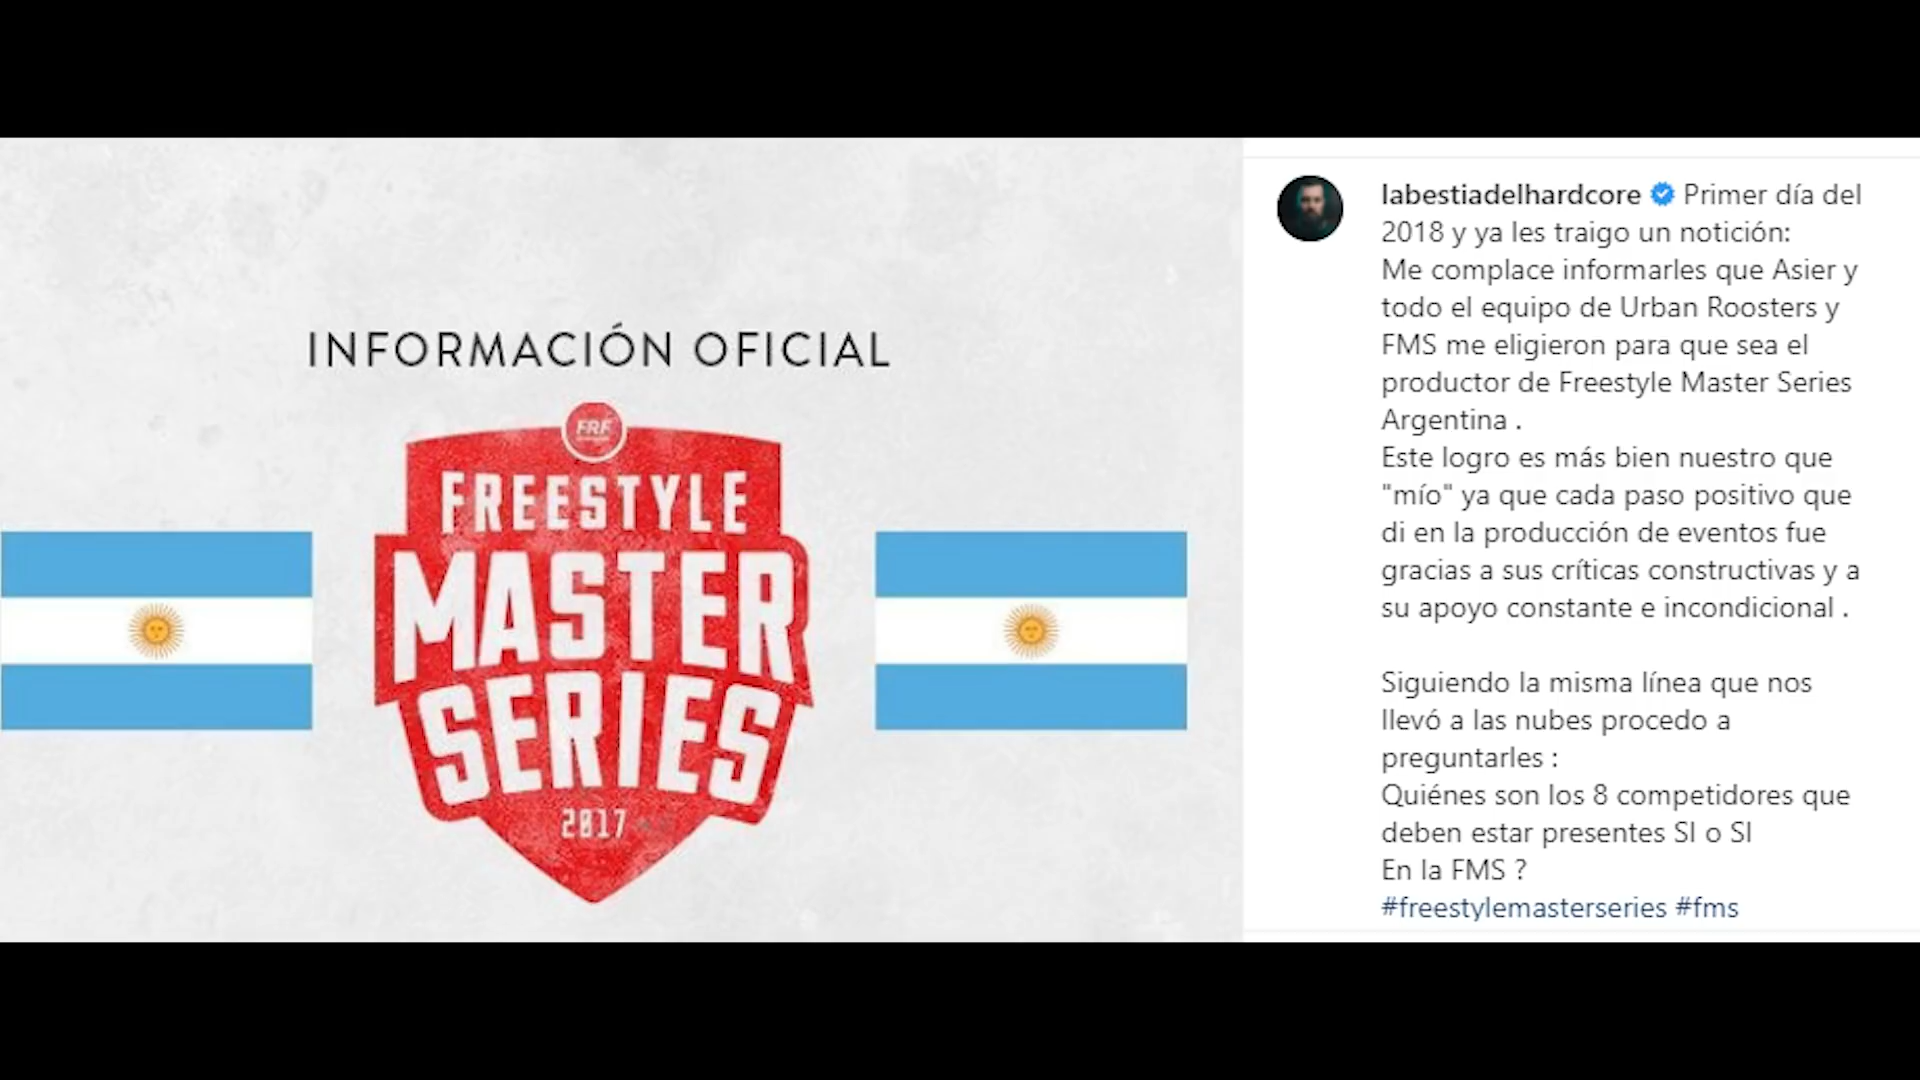 INFORMACIÓN OFICIAL
FRF
FREESTYLE
MASTER
SERIES
2017
labestiadelhardcore Primer día del
2018 y ya les traigo un notición:
Me complace informarles que Asier y
todo el equipo de Urban Roosters y
FMS me eligieron para que sea el
productor de Freestyle Master Series
Argentina .
Este logro es más bien nuestro que
"mío" ya que cada paso positivo que
di en la producción de eventos fue
gracias a sus críticas constructivas y a
su apoyo constante e incondicional .
Siguiendo la misma línea que nos
llevó a las nubes procedo a
preguntarles :
Quiénes son los 8 competidores que
deben estar presentes SI o SI
En la FMS ?
#freestylemasterseries #fms